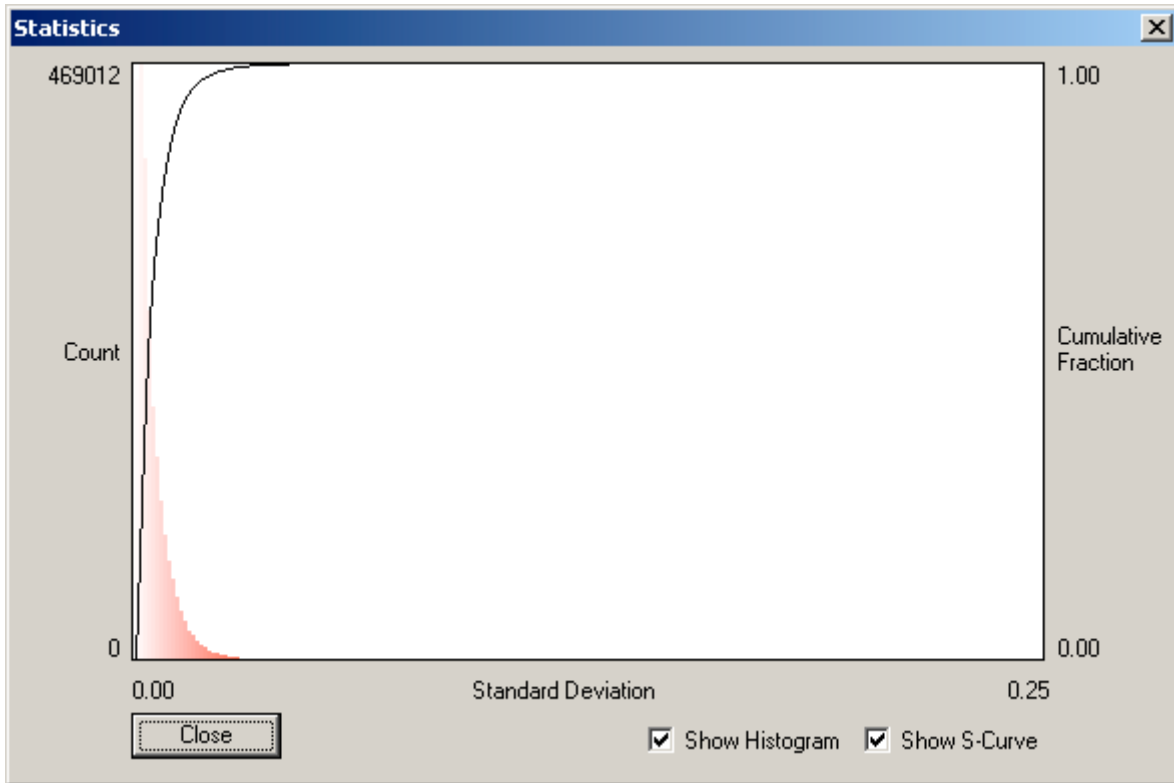 Statistics
469012
1.00
Count
Cumulative
Fraction
0
0.00
0.00
Standard Deviation
0.25
Close
Show Histogram
Show S-Curve